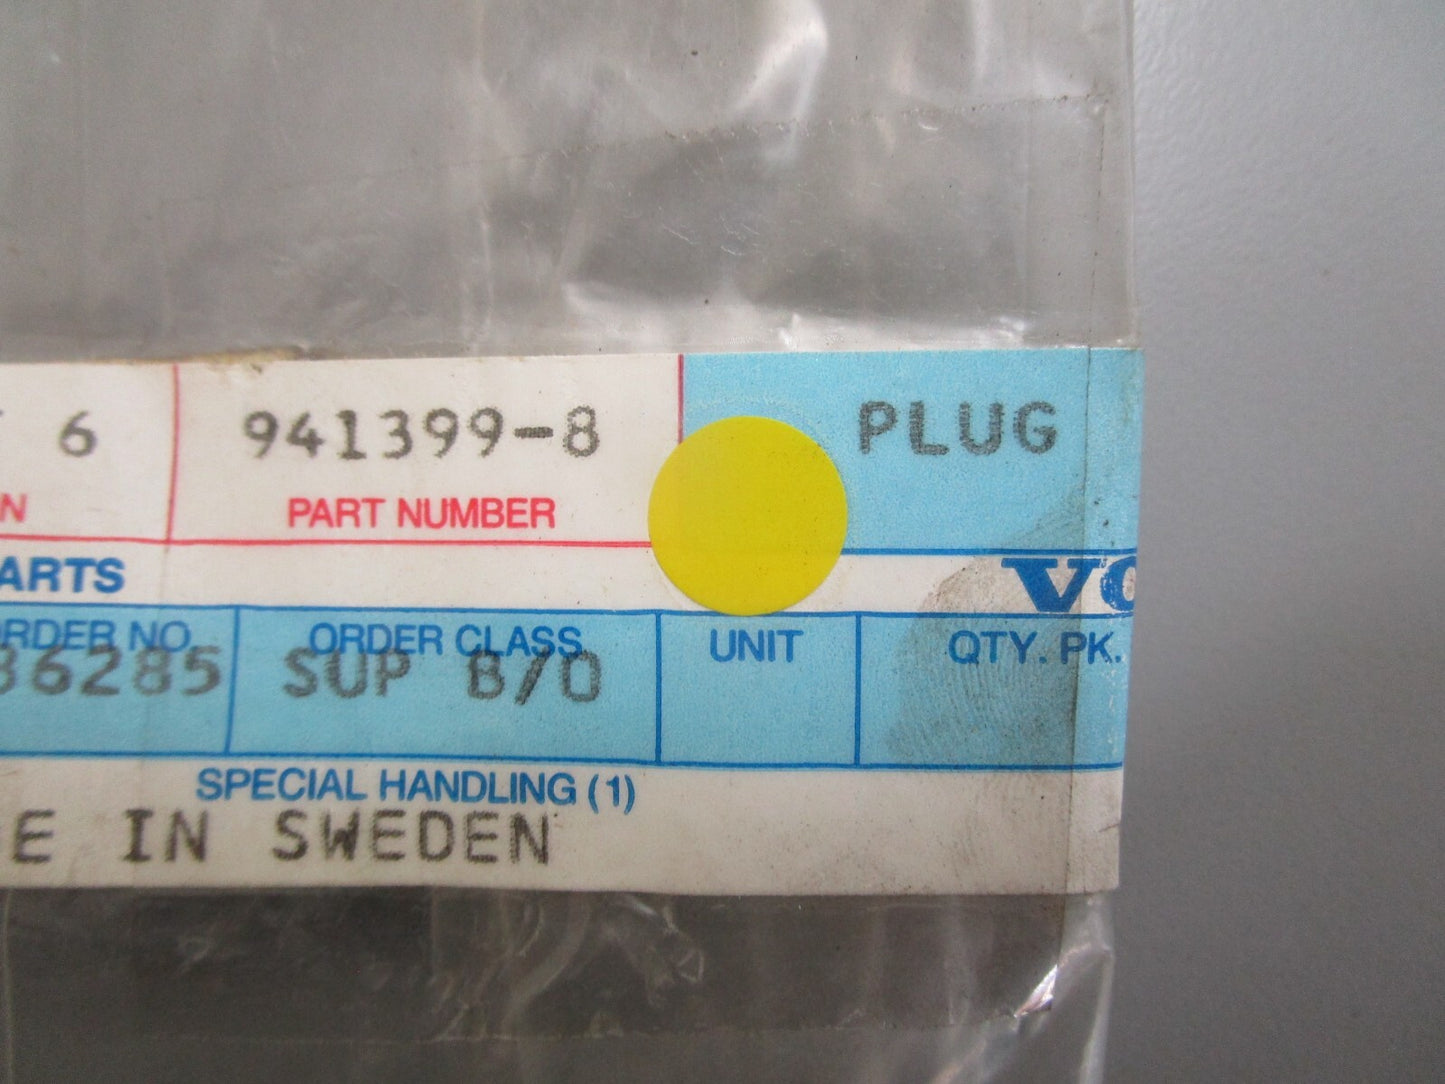 6 941399-8 PLUG
N PART NUMBER
ARTS VO
ORDER NO. ORDER CLASS UNIT QTY. PK.
36285 SUP B/O
SPECIAL HANDLING (1)
E IN SWEDEN